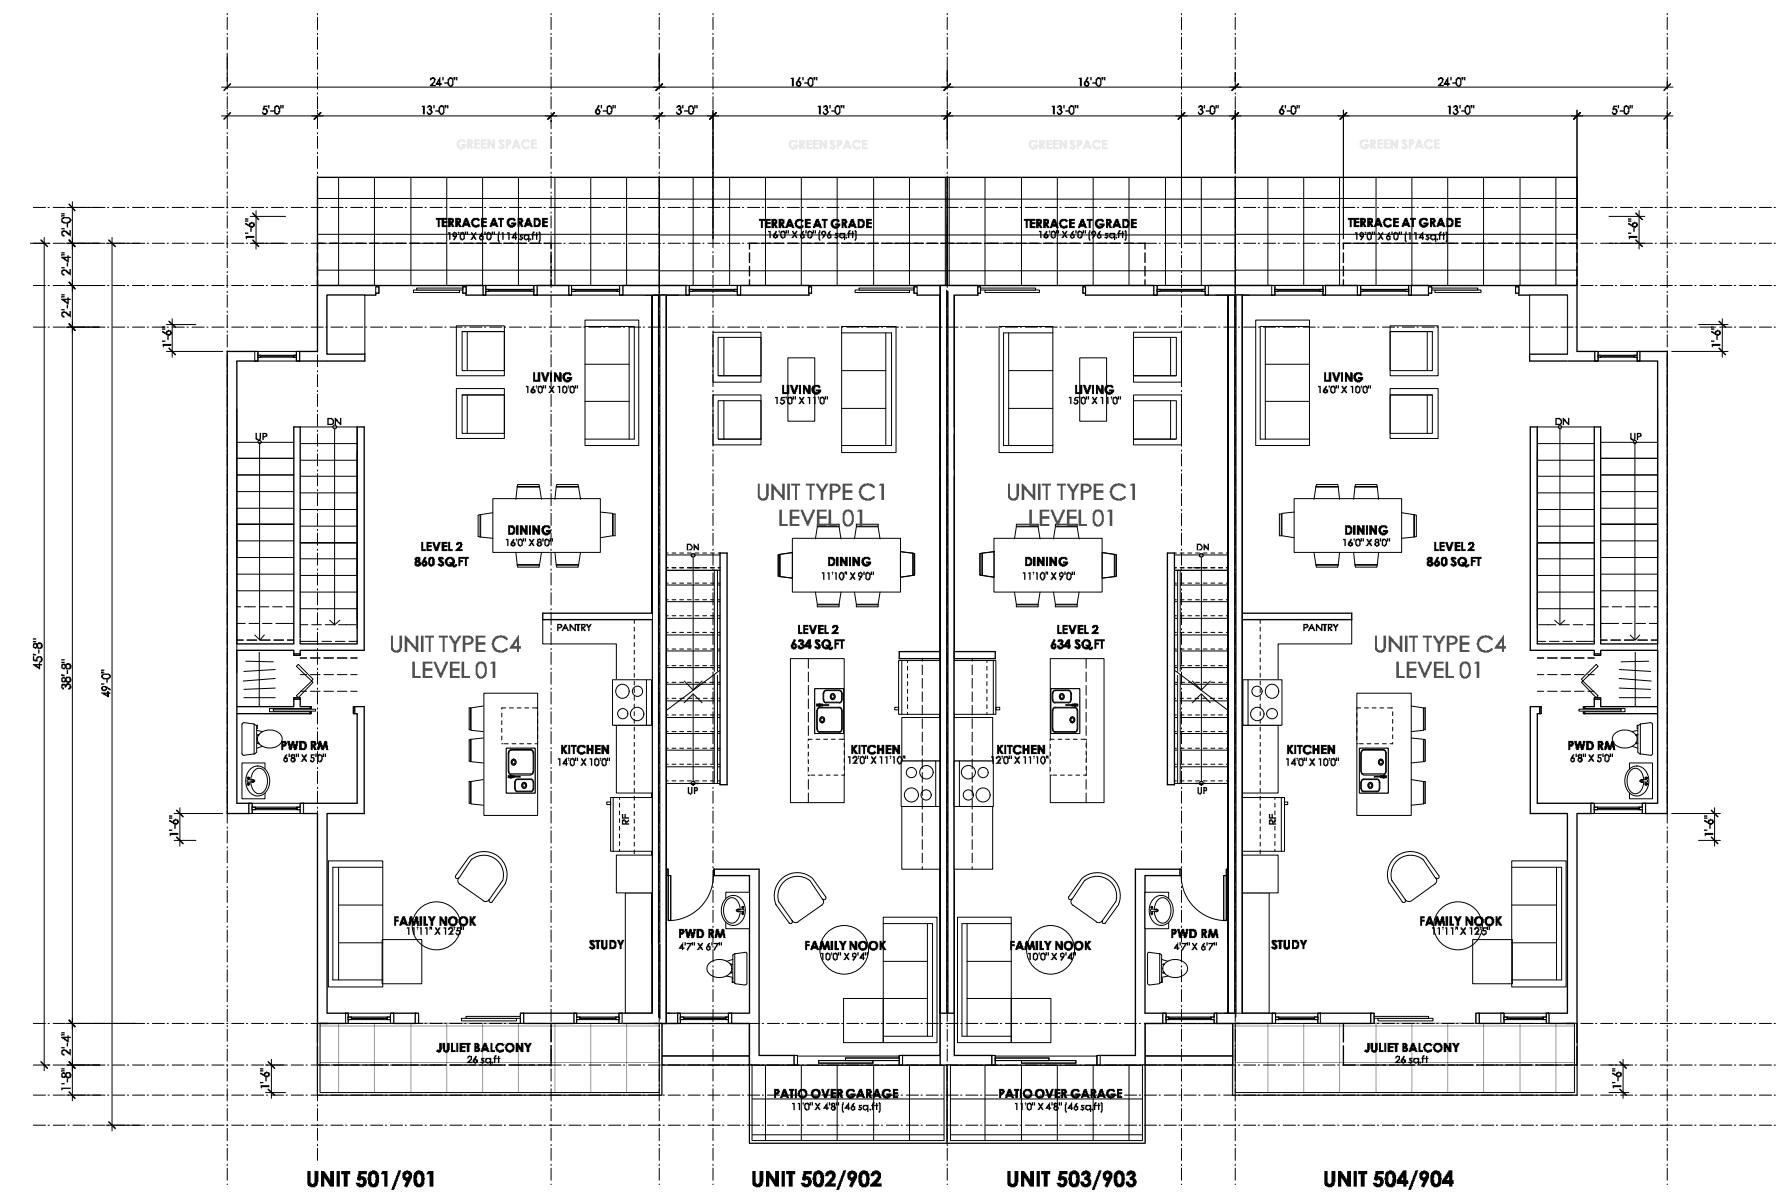 24'-0" 16'-0" 16'-0" 24'-0"
5'-0" 13'-0" 6'-0" 3'-0" 13'-0" 13'-0" 3'-0" 6'-0" 13'-0" 5'-0"
GREEN SPACE GREEN SPACE GREEN SPACE GREEN SPACE
2'-0"
2'-4"
2'-4"
1'-6"
1'-6"
1'-6"
1'-6"
TERRACE AT GRADE
19'0" X 6'0" (114sq.ft)
TERRACE AT GRADE
16'0" X 6'0" (96 sq.ft)
TERRACE AT GRADE
16'0" X 6'0" (96 sq.ft)
TERRACE AT GRADE
19'0" X 6'0" (114sq.ft)
LIVING
16'0" X 10'0"
LIVING
15'0" X 11'0"
LIVING
15'0" X 11'0"
LIVING
16'0" X 10'0"
UP
DN
DN
UP
UNIT TYPE C1
LEVEL 01
UNIT TYPE C1
LEVEL 01
DINING
16'0" X 8'0"
LEVEL 2
860 SQ.FT
DN
DINING
11'10" X 9'0"
DINING
11'10" X 9'0"
DN
DINING
16'0" X 8'0"
LEVEL 2
860 SQ.FT
PANTRY
LEVEL 2
634 SQ.FT
LEVEL 2
634 SQ.FT
PANTRY
UNIT TYPE C4
LEVEL 01
UNIT TYPE C4
LEVEL 01
45'-8"
38'-8"
49'-0"
PWD RM
6'8" X 5'0"
KITCHEN
14'0" X 10'0"
KITCHEN
12'0" X 11'10"
KITCHEN
12'0" X 11'10"
KITCHEN
14'0" X 10'0"
PWD RM
6'8" X 5'0"
UP
UP
1'-6"
RF
RF
1'-6"
FAMILY NOOK
11'11" X 12'5"
STUDY
PWD RM
4'7" X 6'7"
FAMILY NOOK
10'0" X 9'4"
FAMILY NOOK
10'0" X 9'4"
PWD RM
4'7" X 6'7"
STUDY
FAMILY NOOK
11'11" X 12'5"
2'-4"
1'-8"
1'-6"
JULIET BALCONY
26 sq.ft
JULIET BALCONY
26 sq.ft
1'-6"
PATIO OVER GARAGE
11'0" X 4'8" (46 sq.ft)
PATIO OVER GARAGE
11'0" X 4'8" (46 sq.ft)
UNIT 501/901 UNIT 502/902 UNIT 503/903 UNIT 504/904